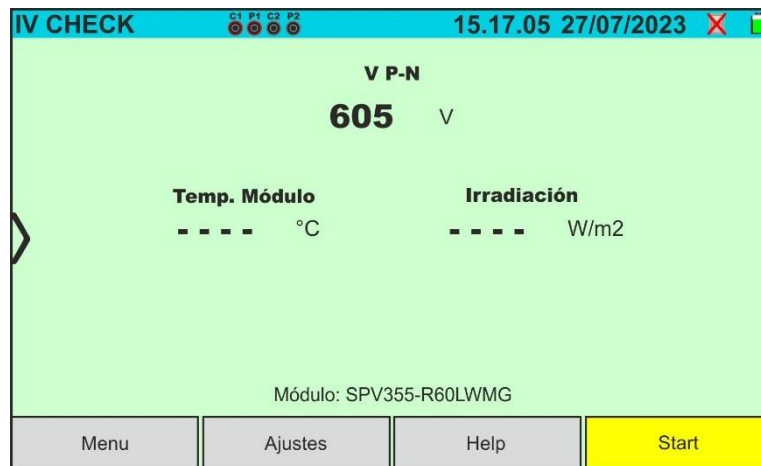 IV CHECK C1 P1 C2 P2 15.17.05 27/07/2023
V P-N
605 V
Temp. Módulo Irradiación
- - - - °C - - - - W/m2
Módulo: SPV355-R60LWMG
Menu Ajustes Help Start